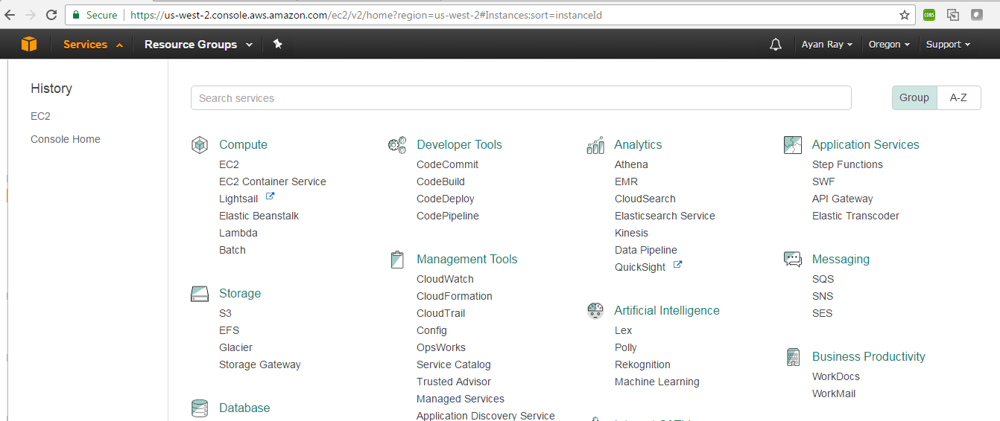 Secure | https://us-west-2.console.aws.amazon.com/ec2/v2/home?region=us-west-2#Instances:sort=instanceId
CORS
Services Resource Groups Ayan Ray Oregon Support
History
EC2
Console Home
Search services
Group A-Z
Compute
EC2
EC2 Container Service
Lightsail
Elastic Beanstalk
Lambda
Batch
Storage
S3
EFS
Glacier
Storage Gateway
Database
Developer Tools
CodeCommit
CodeBuild
CodeDeploy
CodePipeline
Management Tools
CloudWatch
CloudFormation
CloudTrail
Config
OpsWorks
Service Catalog
Trusted Advisor
Managed Services
Application Discovery Service
Analytics
Athena
EMR
CloudSearch
Elasticsearch Service
Kinesis
Data Pipeline
QuickSight
Artificial Intelligence
Lex
Polly
Rekognition
Machine Learning
Application Services
Step Functions
SWF
API Gateway
Elastic Transcoder
Messaging
SQS
SNS
SES
Business Productivity
WorkDocs
WorkMail